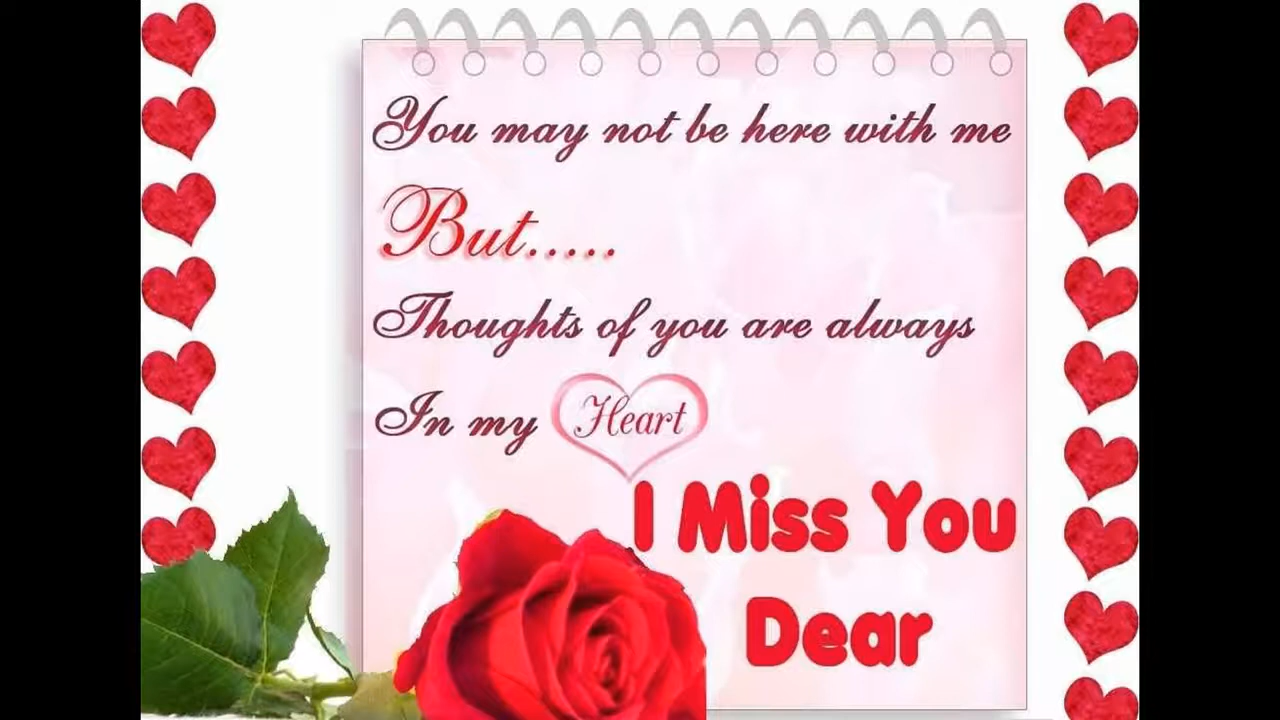 You may not be here with me
But.....
Thoughts of you are always
In my Heart
I Miss You
Dear